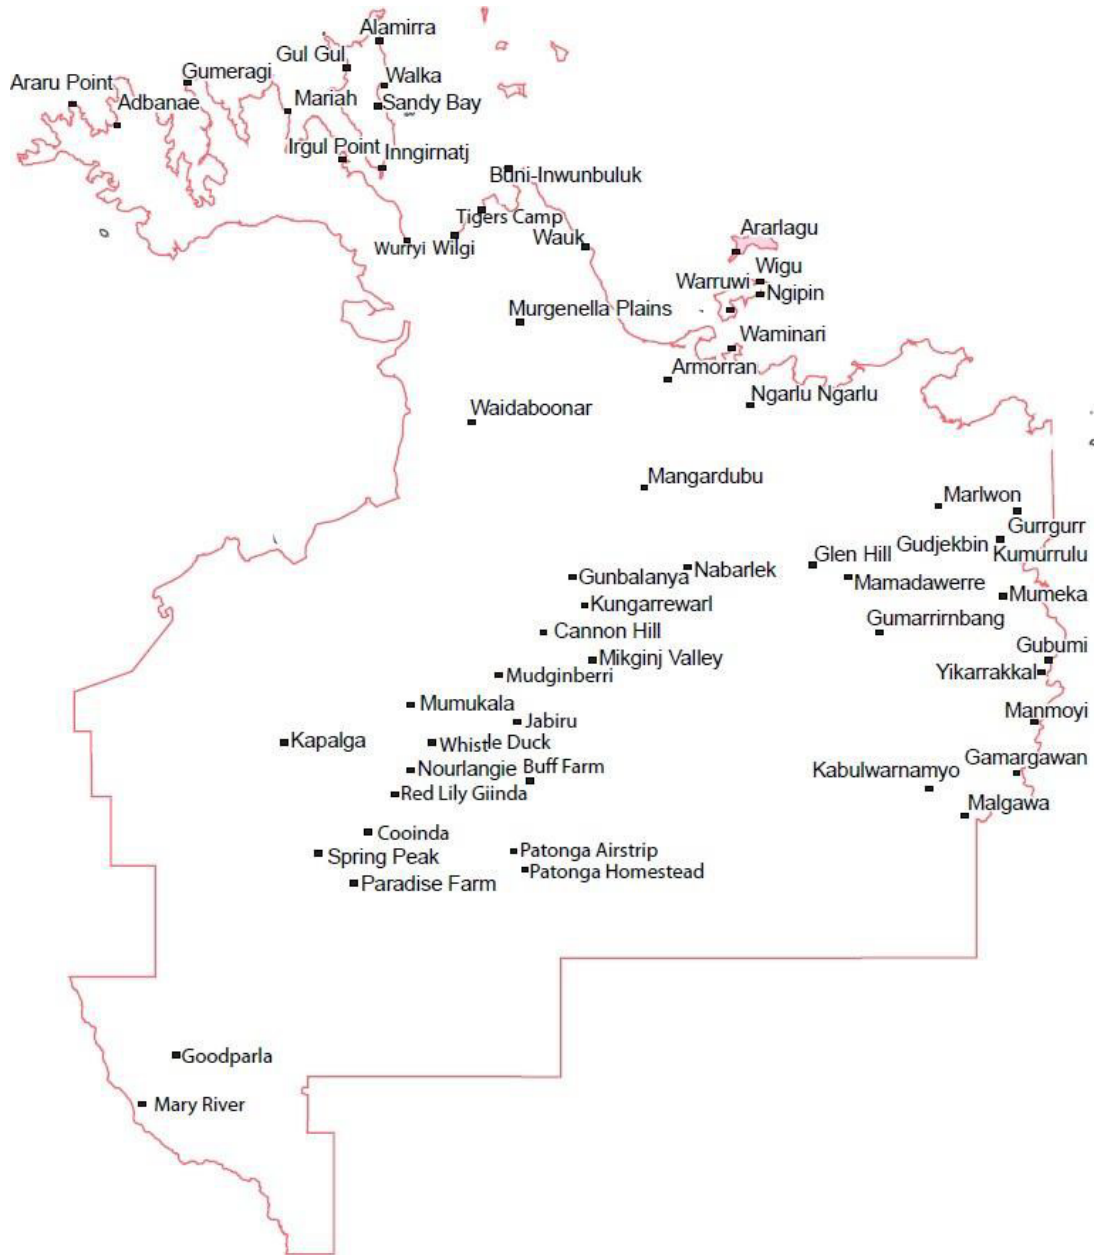 Alamirra
Gul Gul
Gumeragi
Araru Point
Walka
Mariah
Sandy Bay
Adbanae
Irgul Point
Inngirnatj
Buni-Inwunbuluk
Tigers Camp
Ararlagu
Wurryi Wilgi
Wauk
Wigu
Warruwi
Ngipin
Murgenella Plains
Waminari
Armorran
Ngarlu Ngarlu
Waidaboonar
Mangardubu
Marlwon
Gurrgurr
Gudjekbin
Glen Hill
Kumurrulu
Nabarlek
Gunbalanya
Mamadawerre
Mumeka
Kungarrewarl
Gumarrirnbang
Cannon Hill
Gubumi
Mikginj Valley
Yikarrakkal
Mudginberri
Mumukala
Manmoyi
Jabiru
Kapalga
Whistle Duck
Gamargawan
Nourlangie
Buff Farm
Kabulwarnamyo
Red Lily Giinda
Malgawa
Cooinda
Patonga Airstrip
Spring Peak
Patonga Homestead
Paradise Farm
Goodparla
Mary River